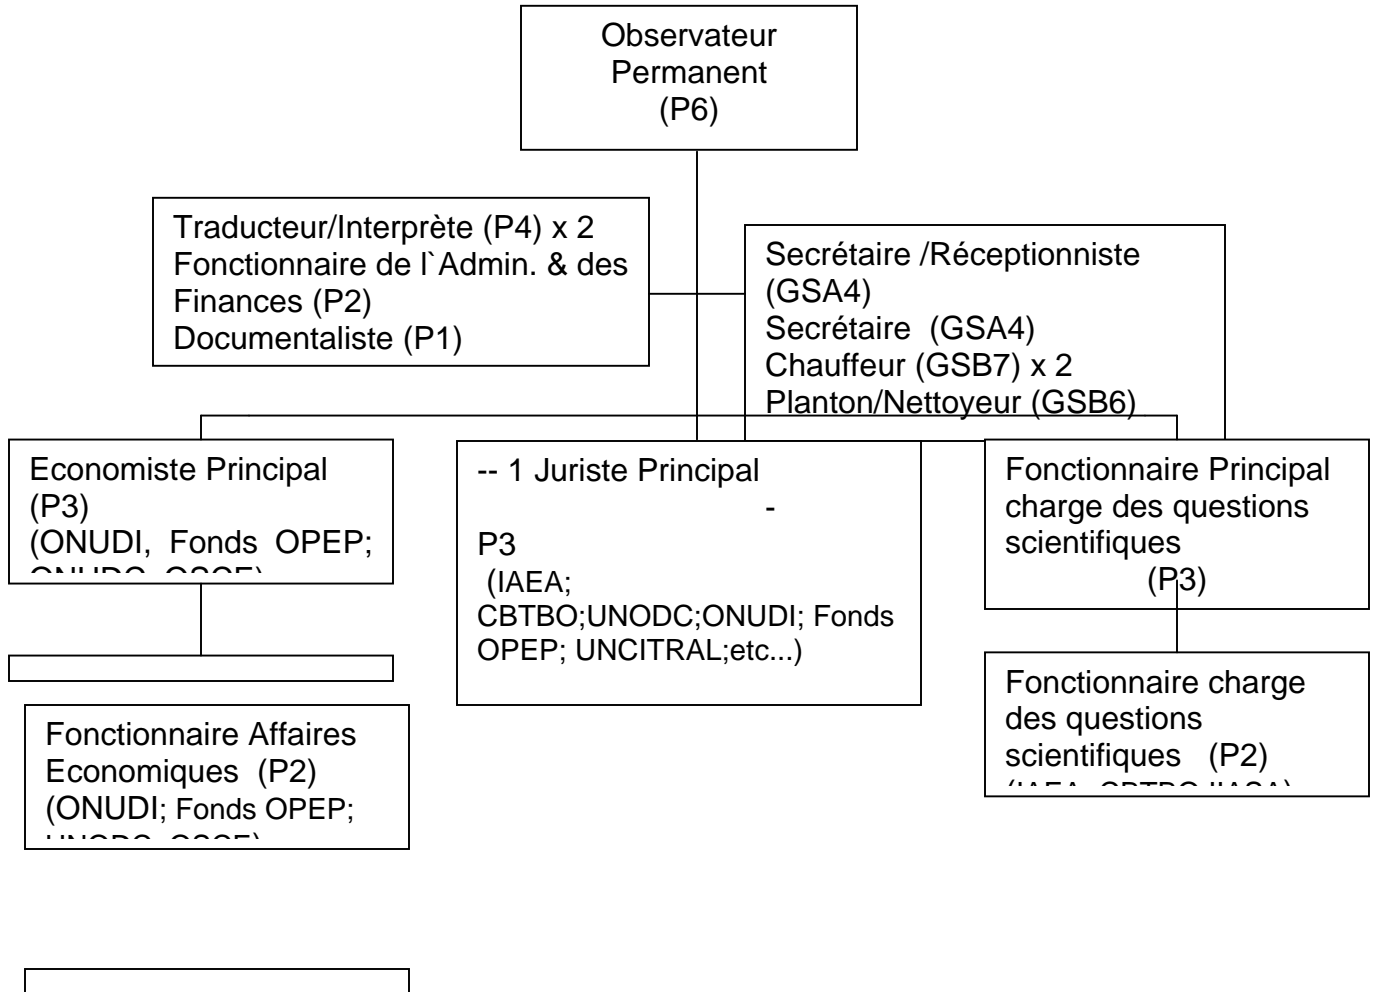 Observateur
Permanent
(P6)
Traducteur/Interprète (P4) x 2
Fonctionnaire de l`Admin. & des
Finances (P2)
Documentaliste (P1)
Secrétaire /Réceptionniste
(GSA4)
Secrétaire  (GSA4)
Chauffeur (GSB7) x 2
Planton/Nettoyeur (GSB6)
Economiste Principal
(P3)
(ONUDI, Fonds OPEP;
-- 1 Juriste Principal
-
P3
(IAEA;
CBTBO;UNODC;ONUDI; Fonds
OPEP; UNCITRAL;etc...)
Fonctionnaire Principal
charge des questions
scientifiques
(P3)
Fonctionnaire Affaires
Economiques  (P2)
(ONUDI; Fonds OPEP;
Fonctionnaire charge
des questions
scientifiques   (P2)